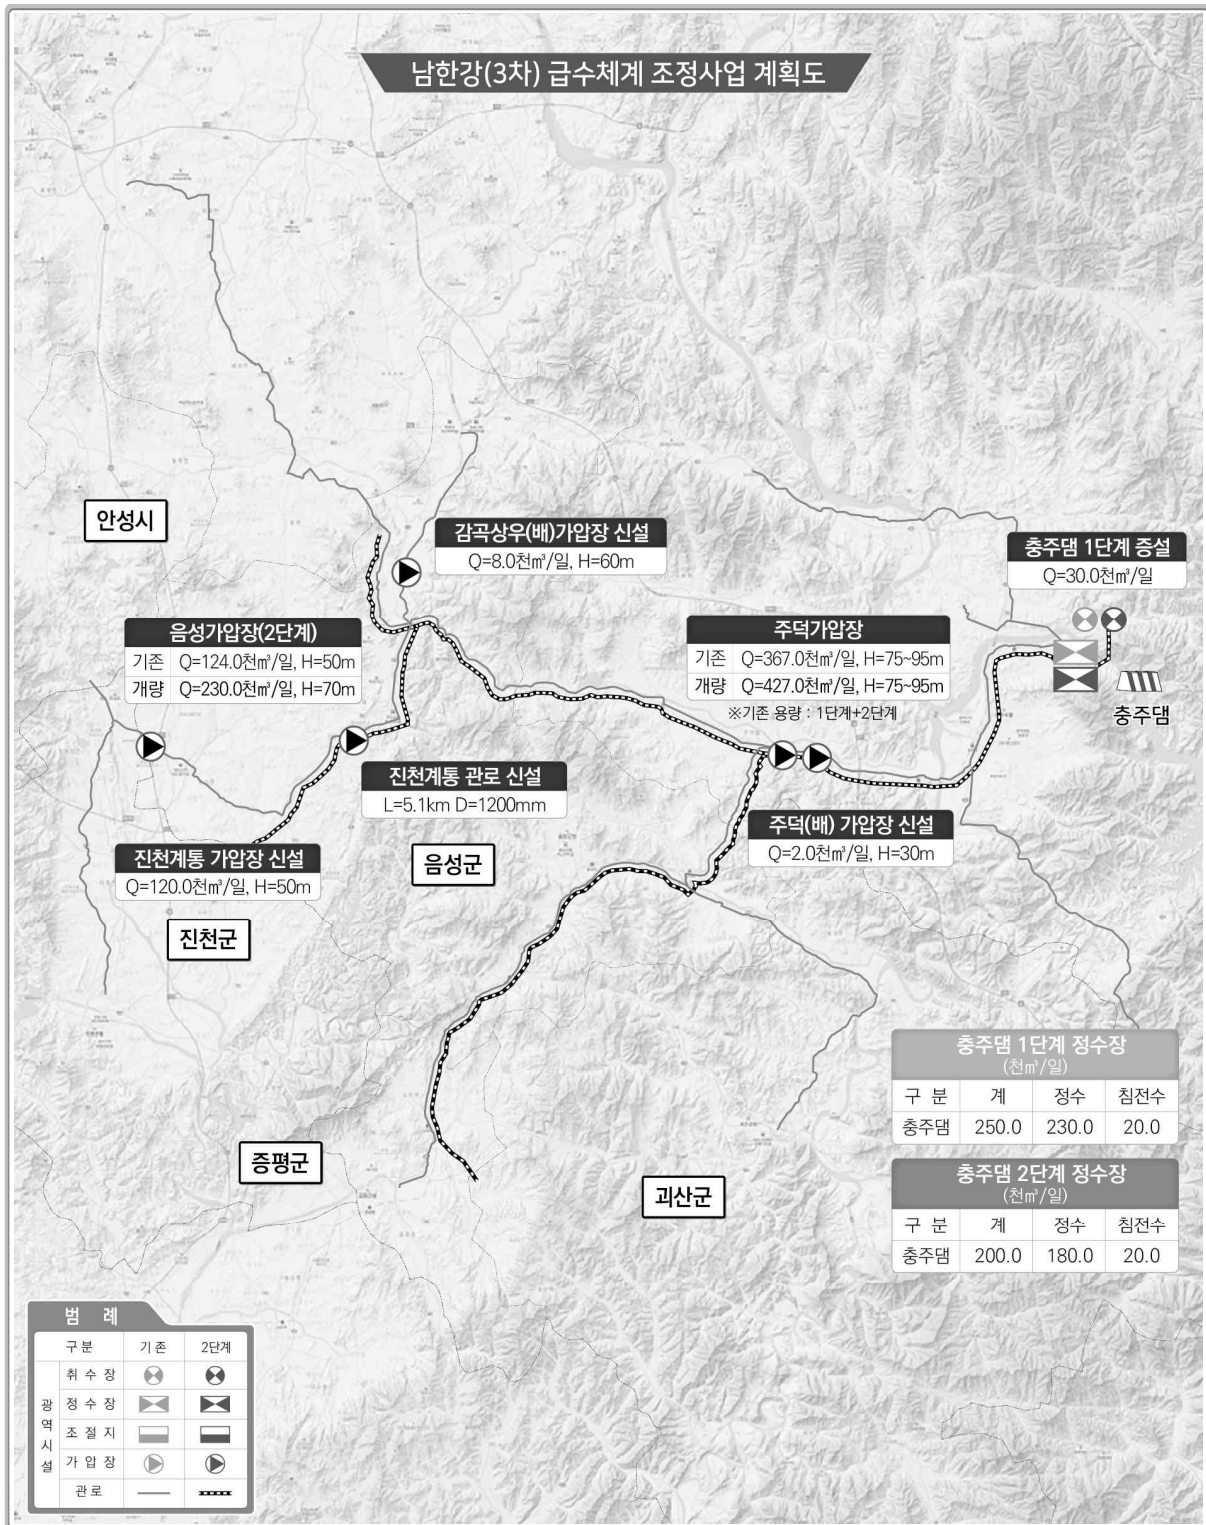 남한강(3차) 급수체계 조정사업 계획도
안성시
감곡상우(배)가압장 신설
Q=8.0천㎥/일, H=60m
충주댐 1단계 증설
Q=30.0천㎥/일
음성가압장(2단계)
기존 Q=124.0천㎥/일, H=50m
개량 Q=230.0천㎥/일, H=70m
주덕가압장
기존 Q=367.0천㎥/일, H=75~95m
개량 Q=427.0천㎥/일, H=75~95m
※기존 용량 : 1단계+2단계
충주댐
진천계통 관로 신설
L=5.1km D=1200mm
주덕(배) 가압장 신설
Q=2.0천㎥/일, H=30m
진천계통 가압장 신설
Q=120.0천㎥/일, H=50m
음성군
진천군
충주댐 1단계 정수장
(천㎥/일)
구 분 계 정수 침전수
충주댐 250.0 230.0 20.0
증평군
괴산군
충주댐 2단계 정수장
(천㎥/일)
구 분 계 정수 침전수
충주댐 200.0 180.0 20.0
범 례
구분 기존 2단계
광역시설
취 수 장
정 수 장
조 절 지
가 압 장
관 로